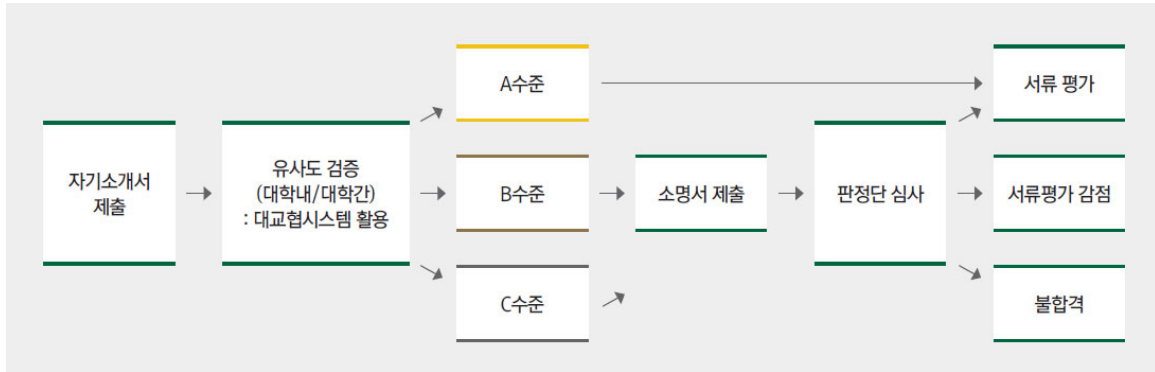 자기소개서
제출
유사도 검증
(대학내/대학간)
: 대교협시스템 활용
A수준
B수준
C수준
소명서 제출
판정단 심사
서류 평가
서류평가 감점
불합격